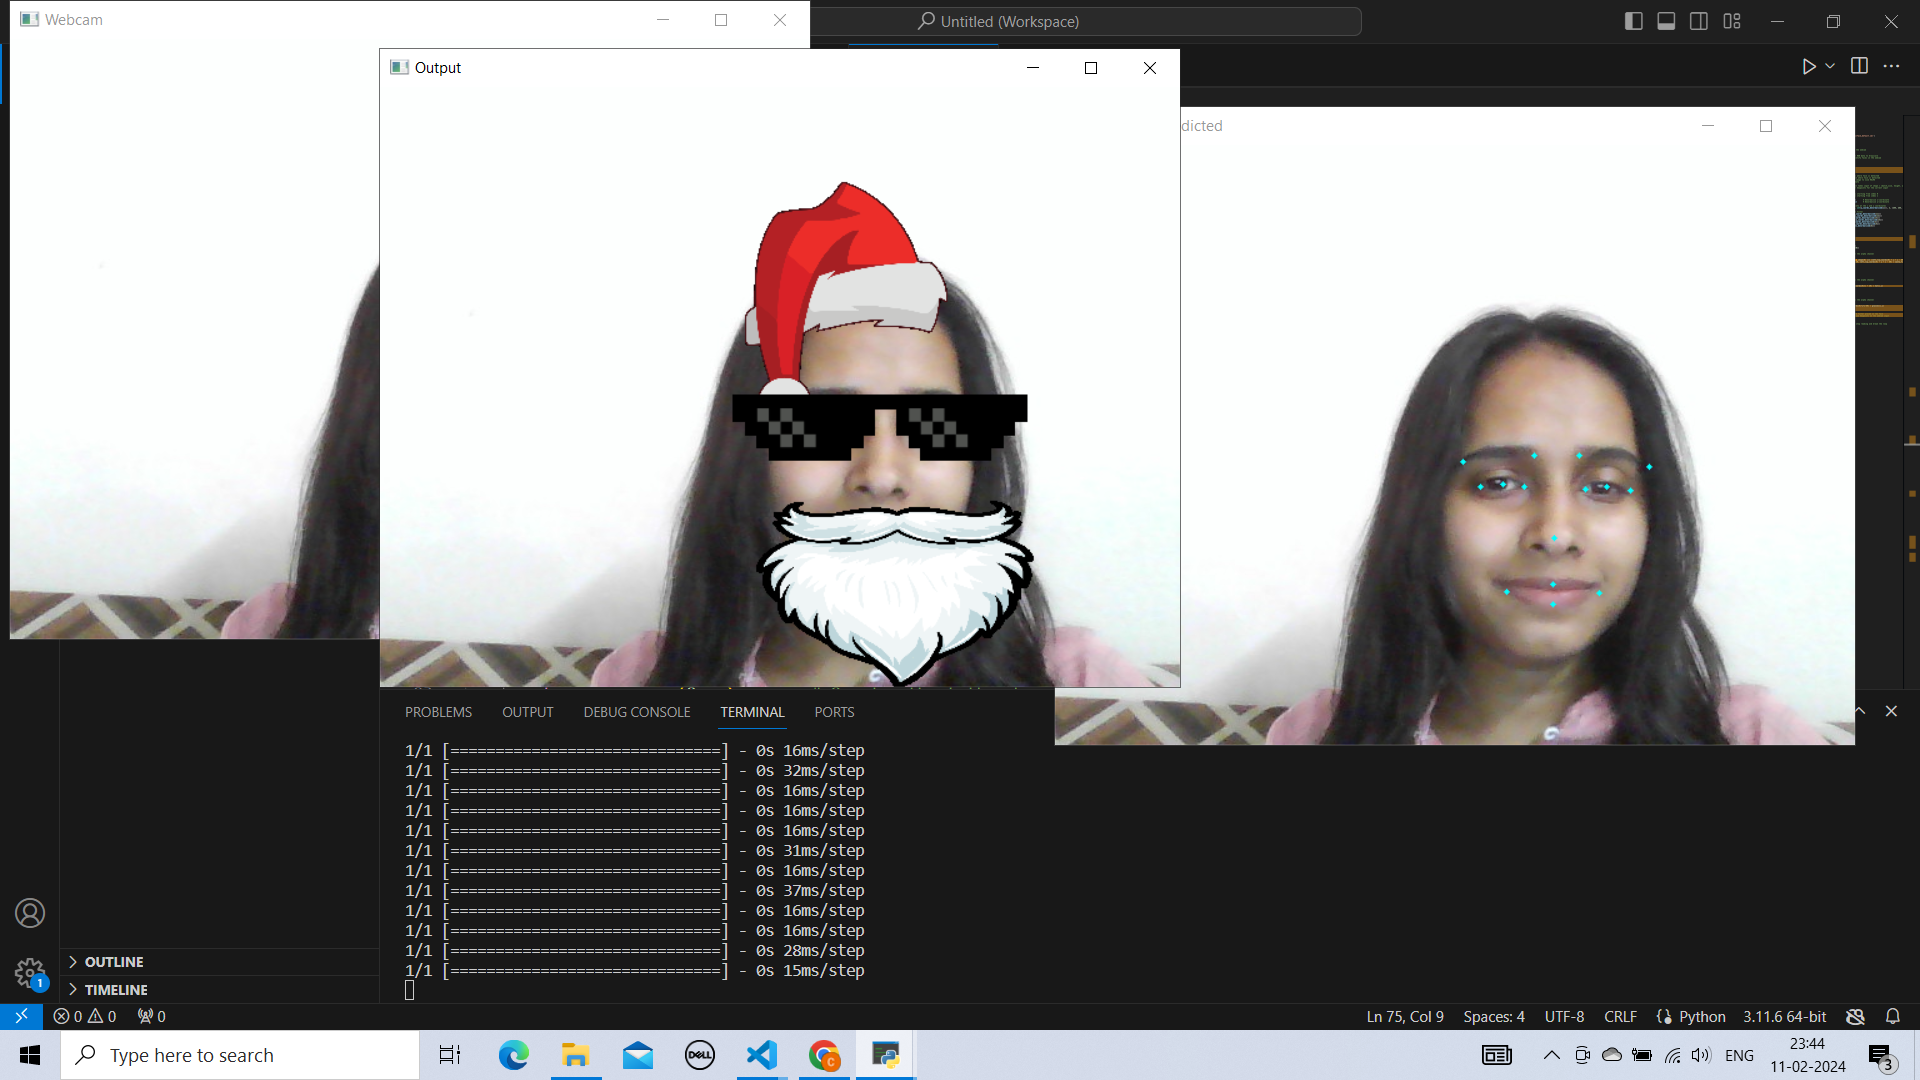 Webcam
Untitled (Workspace)
Output
dicted
PROBLEMS OUTPUT DEBUG CONSOLE TERMINAL PORTS
1/1 [==============================] - 0s 16ms/step
1/1 [==============================] - 0s 32ms/step
1/1 [==============================] - 0s 16ms/step
1/1 [==============================] - 0s 16ms/step
1/1 [==============================] - 0s 16ms/step
1/1 [==============================] - 0s 31ms/step
1/1 [==============================] - 0s 16ms/step
1/1 [==============================] - 0s 37ms/step
1/1 [==============================] - 0s 16ms/step
1/1 [==============================] - 0s 16ms/step
1/1 [==============================] - 0s 28ms/step
1/1 [==============================] - 0s 15ms/step
OUTLINE
1
TIMELINE
0 0 0 Ln 75, Col 9 Spaces: 4 UTF-8 CRLF Python 3.11.6 64-bit
Type here to search
DELL
C
ENG
23:44
11-02-2024
3